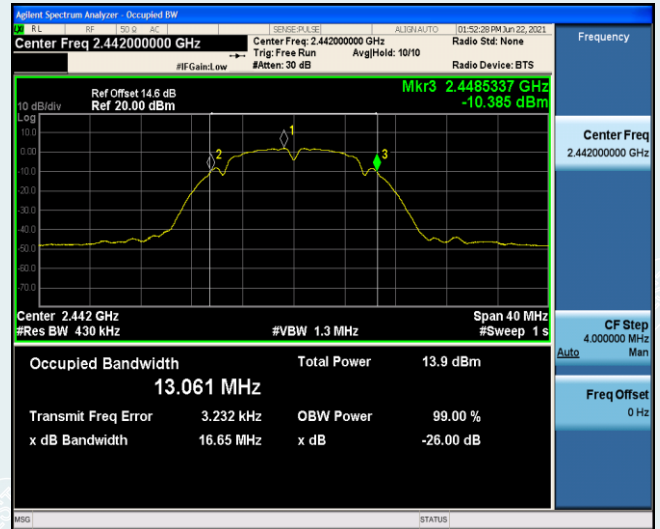 Agilent Spectrum Analyzer - Occupied BW
RL RF 50 Ω AC SENSE:PULSE ALIGNAUTO 01:52:28 PM Jun 22, 2021
Center Freq 2.442000000 GHz
Center Freq: 2.442000000 GHz
Radio Std: None
Trig: Free Run Avg|Hold: 10/10
#IFGain:Low #Atten: 30 dB Radio Device: BTS
Frequency
Mkr3 2.4485337 GHz
-10.385 dBm
Ref Offset 14.6 dB
10 dB/div Ref 20.00 dBm
Log
10.0
0.00
-10.0
-20.0
-30.0
-40.0
-50.0
-60.0
-70.0
1
2
3
Center 2.442 GHz Span 40 MHz
#Res BW 430 kHz #VBW 1.3 MHz #Sweep 1 s
Occupied Bandwidth Total Power 13.9 dBm
13.061 MHz
Transmit Freq Error 3.232 kHz OBW Power 99.00 %
x dB Bandwidth 16.65 MHz x dB -26.00 dB
Center Freq
2.442000000 GHz
CF Step
4.000000 MHz
Auto Man
Freq Offset
0 Hz
MSG STATUS